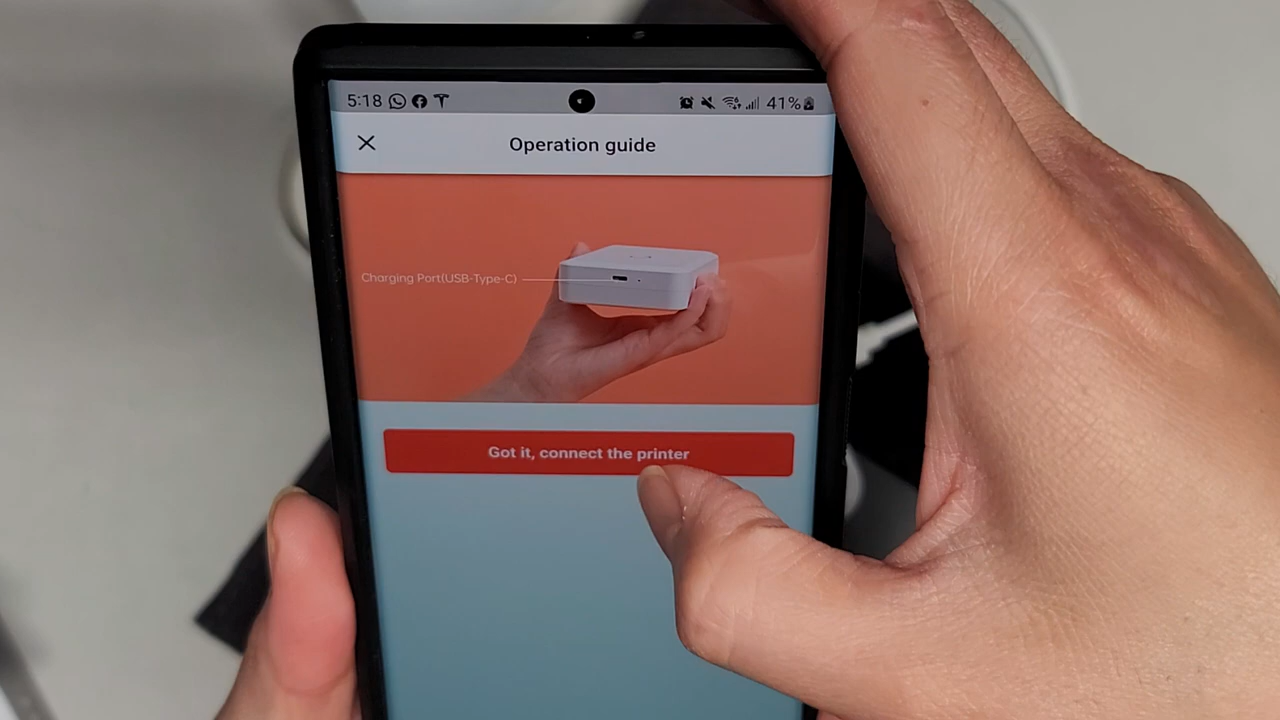 5:18
41%
Operation guide
Charging Port(USB-Type-C)
Got it, connect the printer